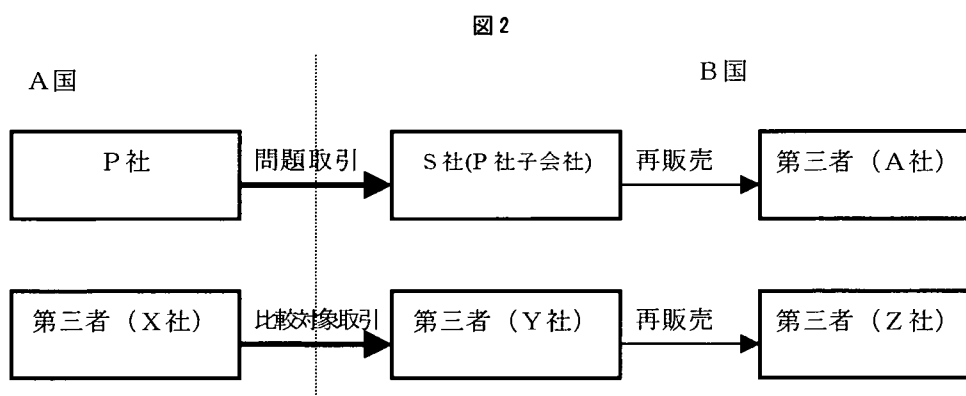 図2
A国
B国
P社
問題取引
S社(P社子会社)
再販売
第三者（A社）
第三者（X社）
比較対象取引
第三者（Y社）
再販売
第三者（Z社）